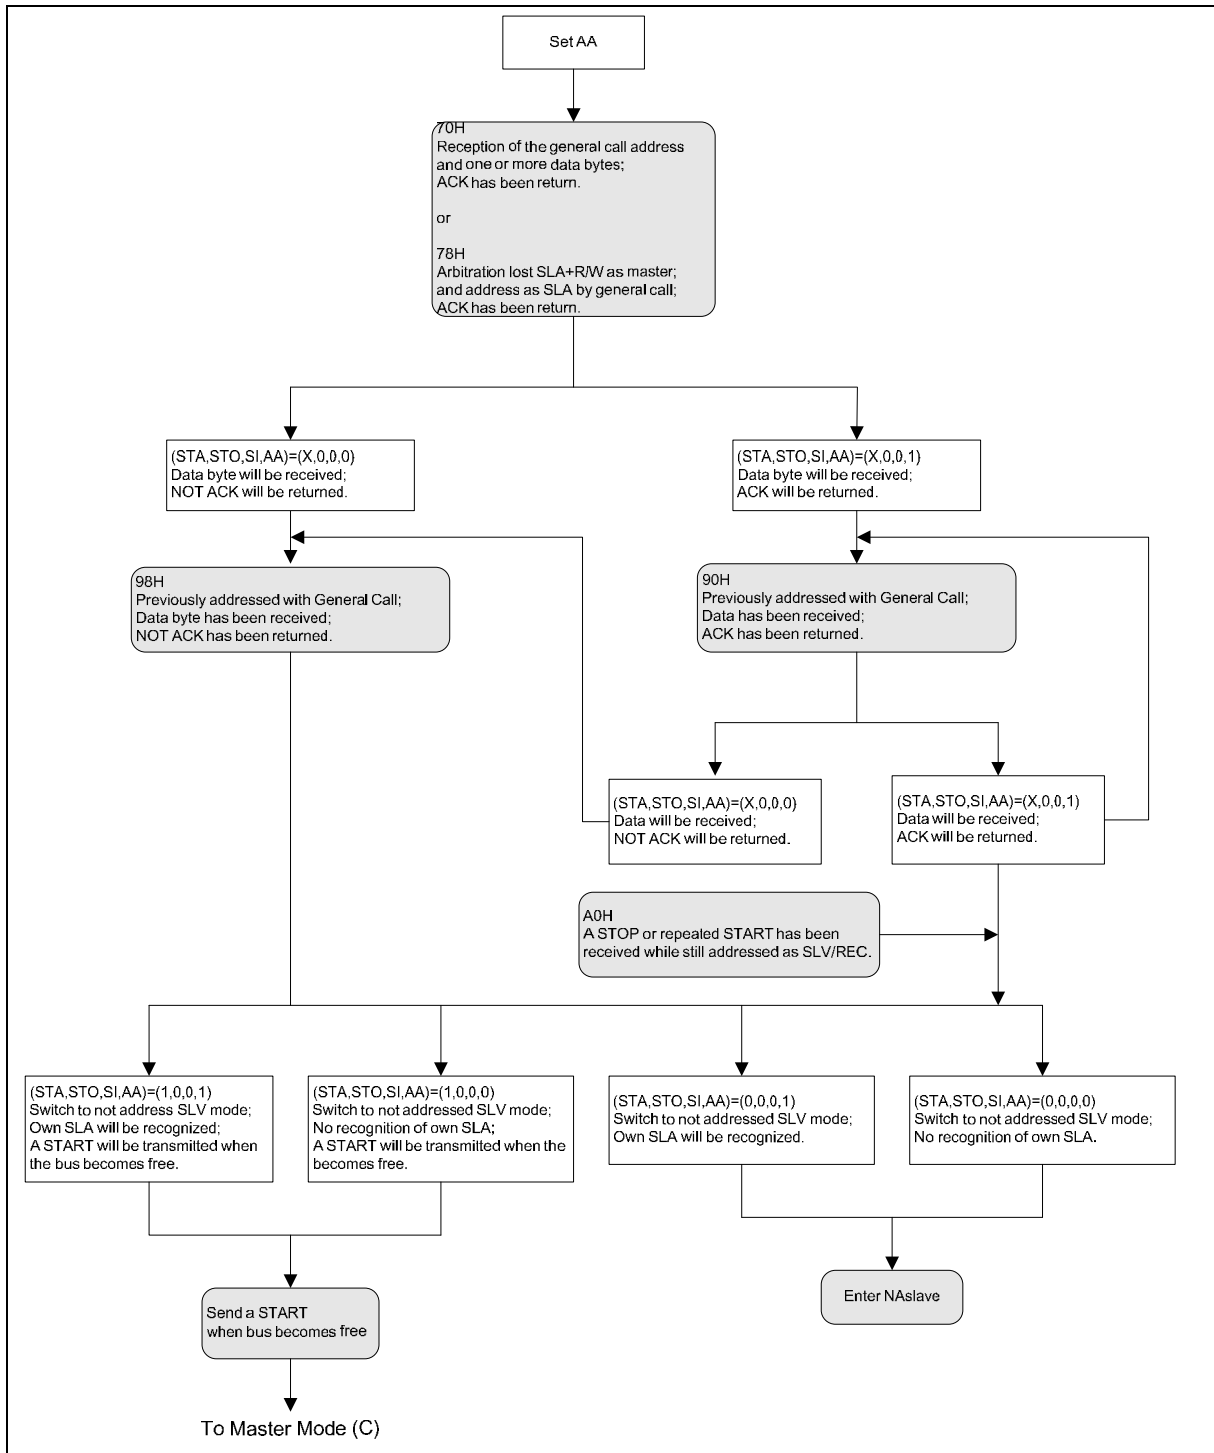 Set AA
70H
Reception of the general call address
and one or more data bytes;
ACK has been return.
or
78H
Arbitration lost SLA+R/W as master;
and address as SLA by general call;
ACK has been return.
(STA,STO,SI,AA)=(X,0,0,0)
Data byte will be received;
NOT ACK will be returned.
(STA,STO,SI,AA)=(X,0,0,1)
Data byte will be received;
ACK will be returned.
98H
Previously addressed with General Call;
Data byte has been received;
NOT ACK has been returned.
90H
Previously addressed with General Call;
Data has been received;
ACK has been returned.
(STA,STO,SI,AA)=(X,0,0,0)
Data will be received;
NOT ACK will be returned.
(STA,STO,SI,AA)=(X,0,0,1)
Data will be received;
ACK will be returned.
A0H
A STOP or repeated START has been
received while still addressed as SLV/REC.
(STA,STO,SI,AA)=(1,0,0,1)
Switch to not address SLV mode;
Own SLA will be recognized;
A START will be transmitted when
the bus becomes free.
(STA,STO,SI,AA)=(1,0,0,0)
Switch to not addressed SLV mode;
No recognition of own SLA;
A START will be transmitted when the
becomes free.
(STA,STO,SI,AA)=(0,0,0,1)
Switch to not addressed SLV mode;
Own SLA will be recognized.
(STA,STO,SI,AA)=(0,0,0,0)
Switch to not addressed SLV mode;
No recognition of own SLA.
Send a START
when bus becomes free
Enter NAslave
To Master Mode (C)